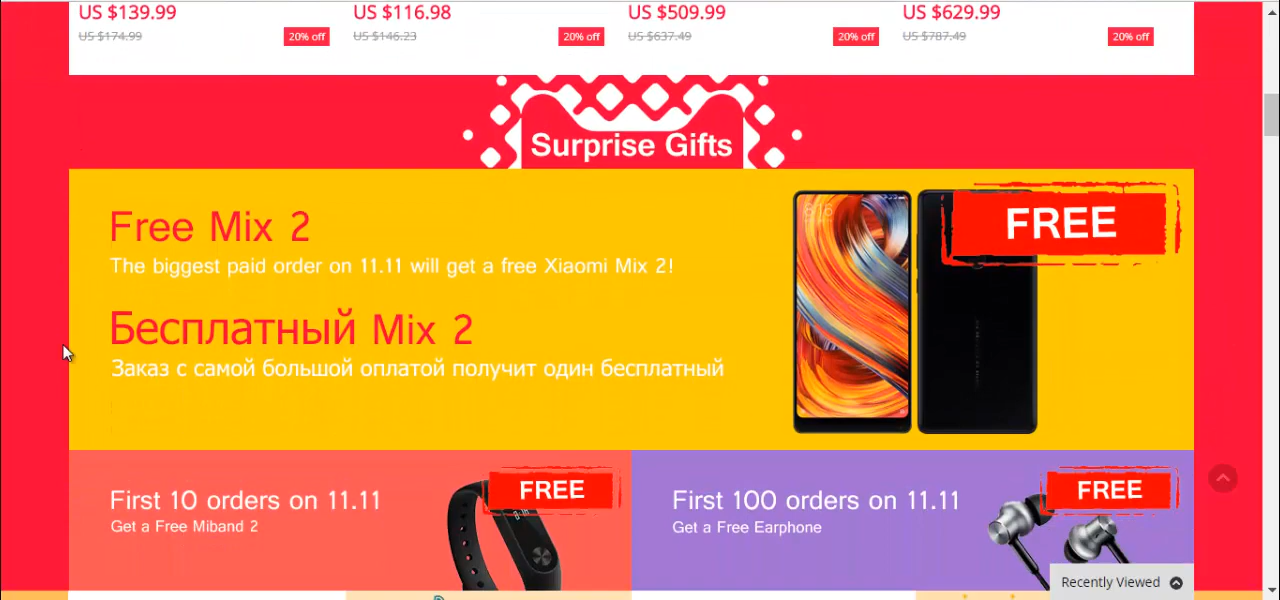 US $139.99 US $116.98 US $509.99 US $629.99
US $174.99 20% off US $146.23 20% off US $637.49 20% off US $787.49 20% off
Surprise Gifts
Free Mix 2
The biggest paid order on 11.11 will get a free Xiaomi Mix 2!
FREE
Бесплатный Mix 2
Заказ с самой большой оплатой получит один бесплатный
First 10 orders on 11.11
Get a Free Miband 2
FREE
First 100 orders on 11.11
Get a Free Earphone
FREE
Recently Viewed